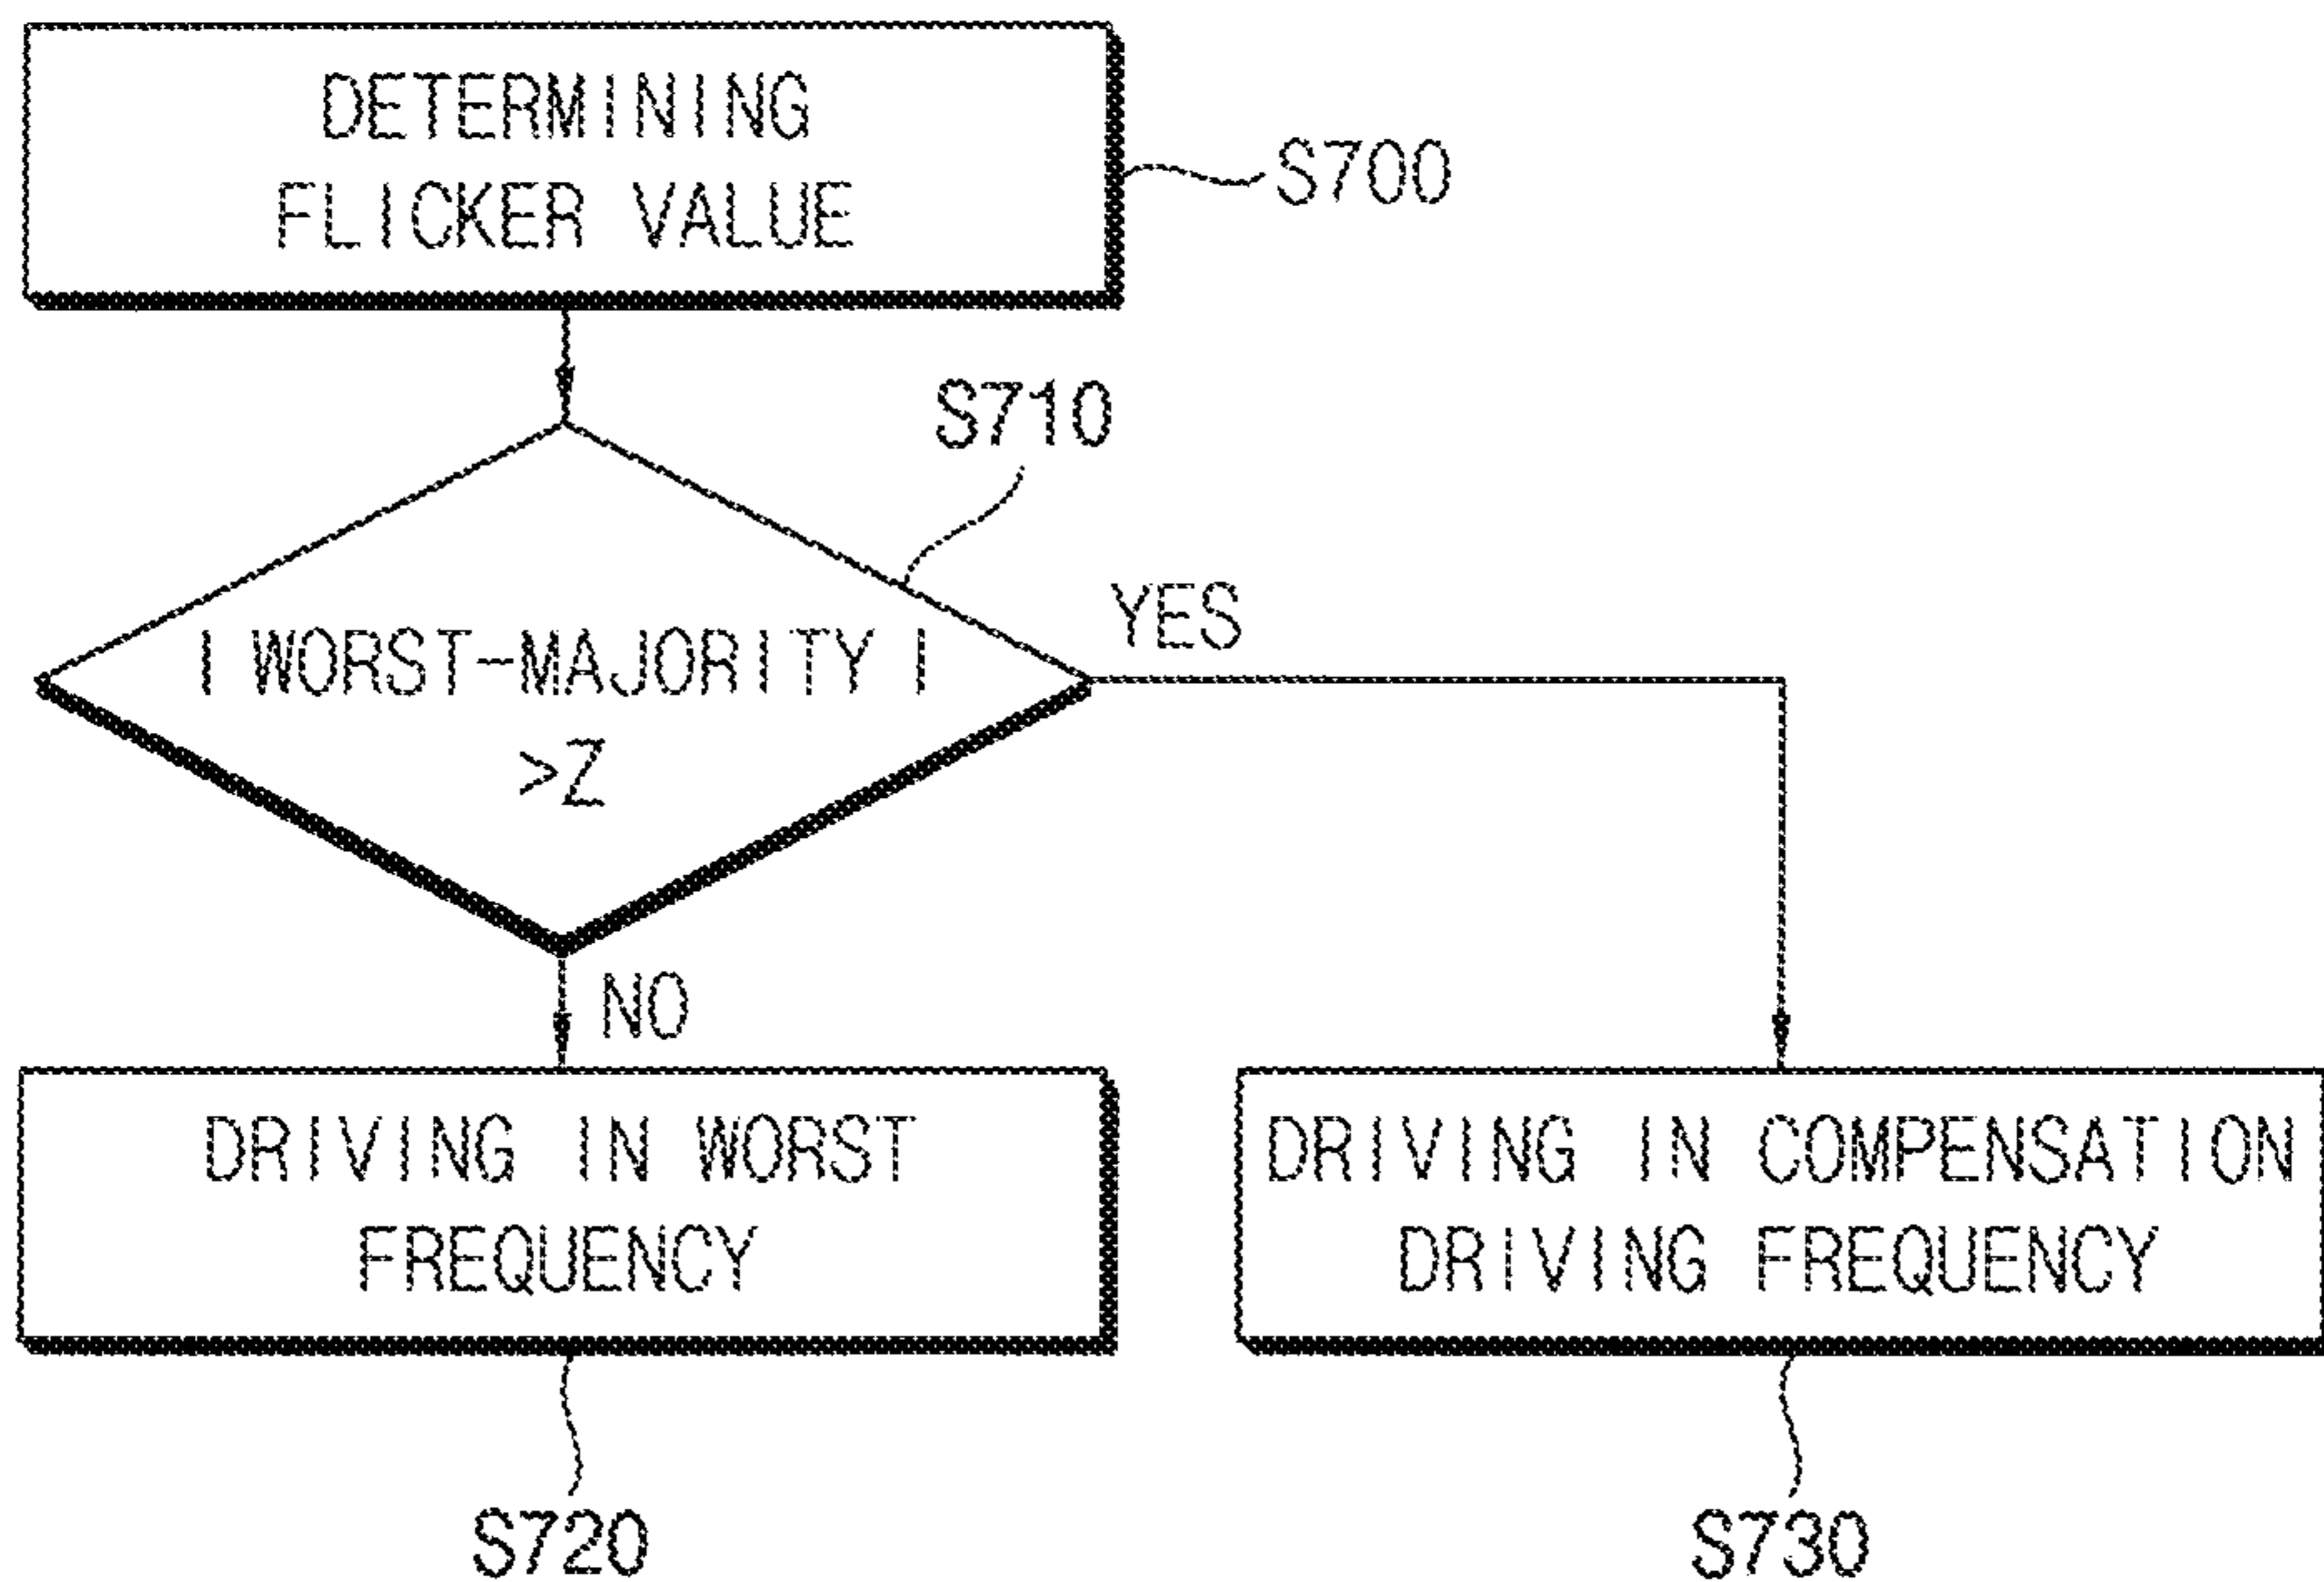 DETERMINING
FLICKER VALUE
S700
S710
YES
| WORST-MAJORITY |
>Z
NO
DRIVING IN WORST
FREQUENCY
DRIVING IN COMPENSATION
DRIVING FREQUENCY
S720
S730